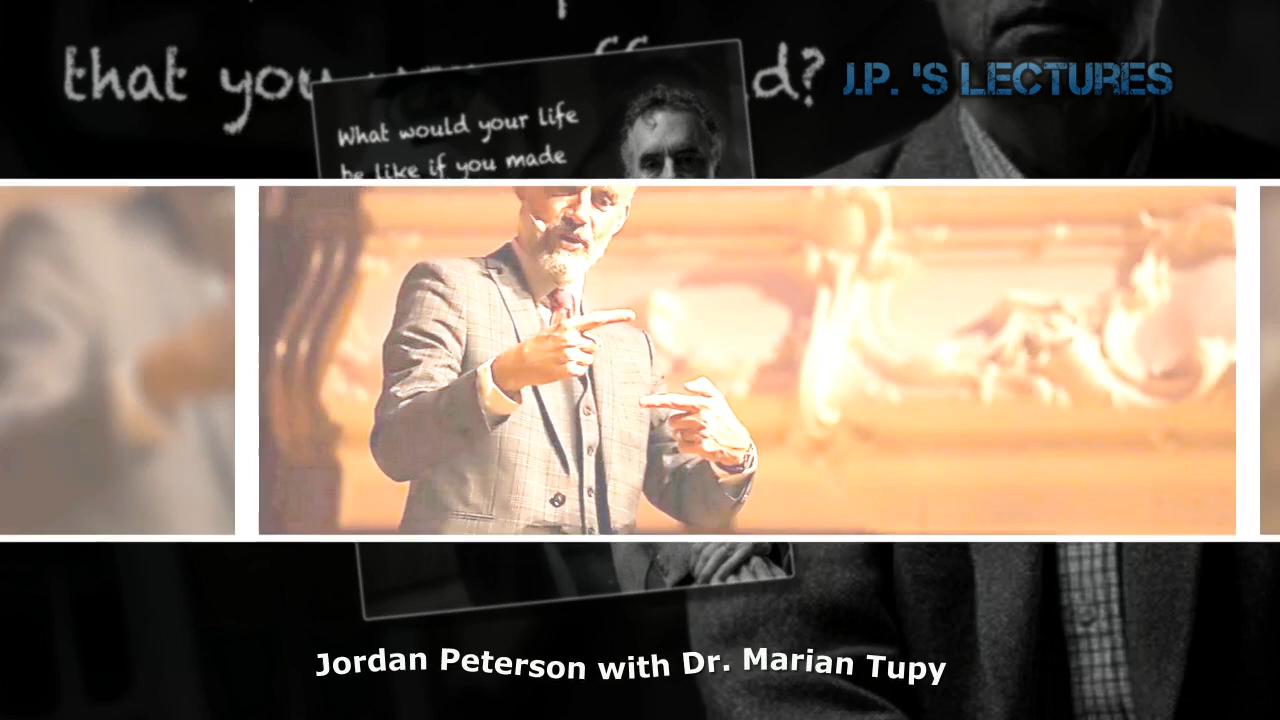 that you
d?
J.P. 'S LECTURES
What would your life
be like if you made
Jordan Peterson with Dr. Marian Tupy